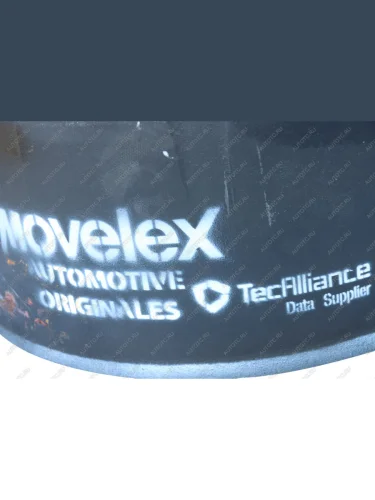 Movelex
AUTOMOTIVE
ORIGINALES
TecAlliance
Data Supplier